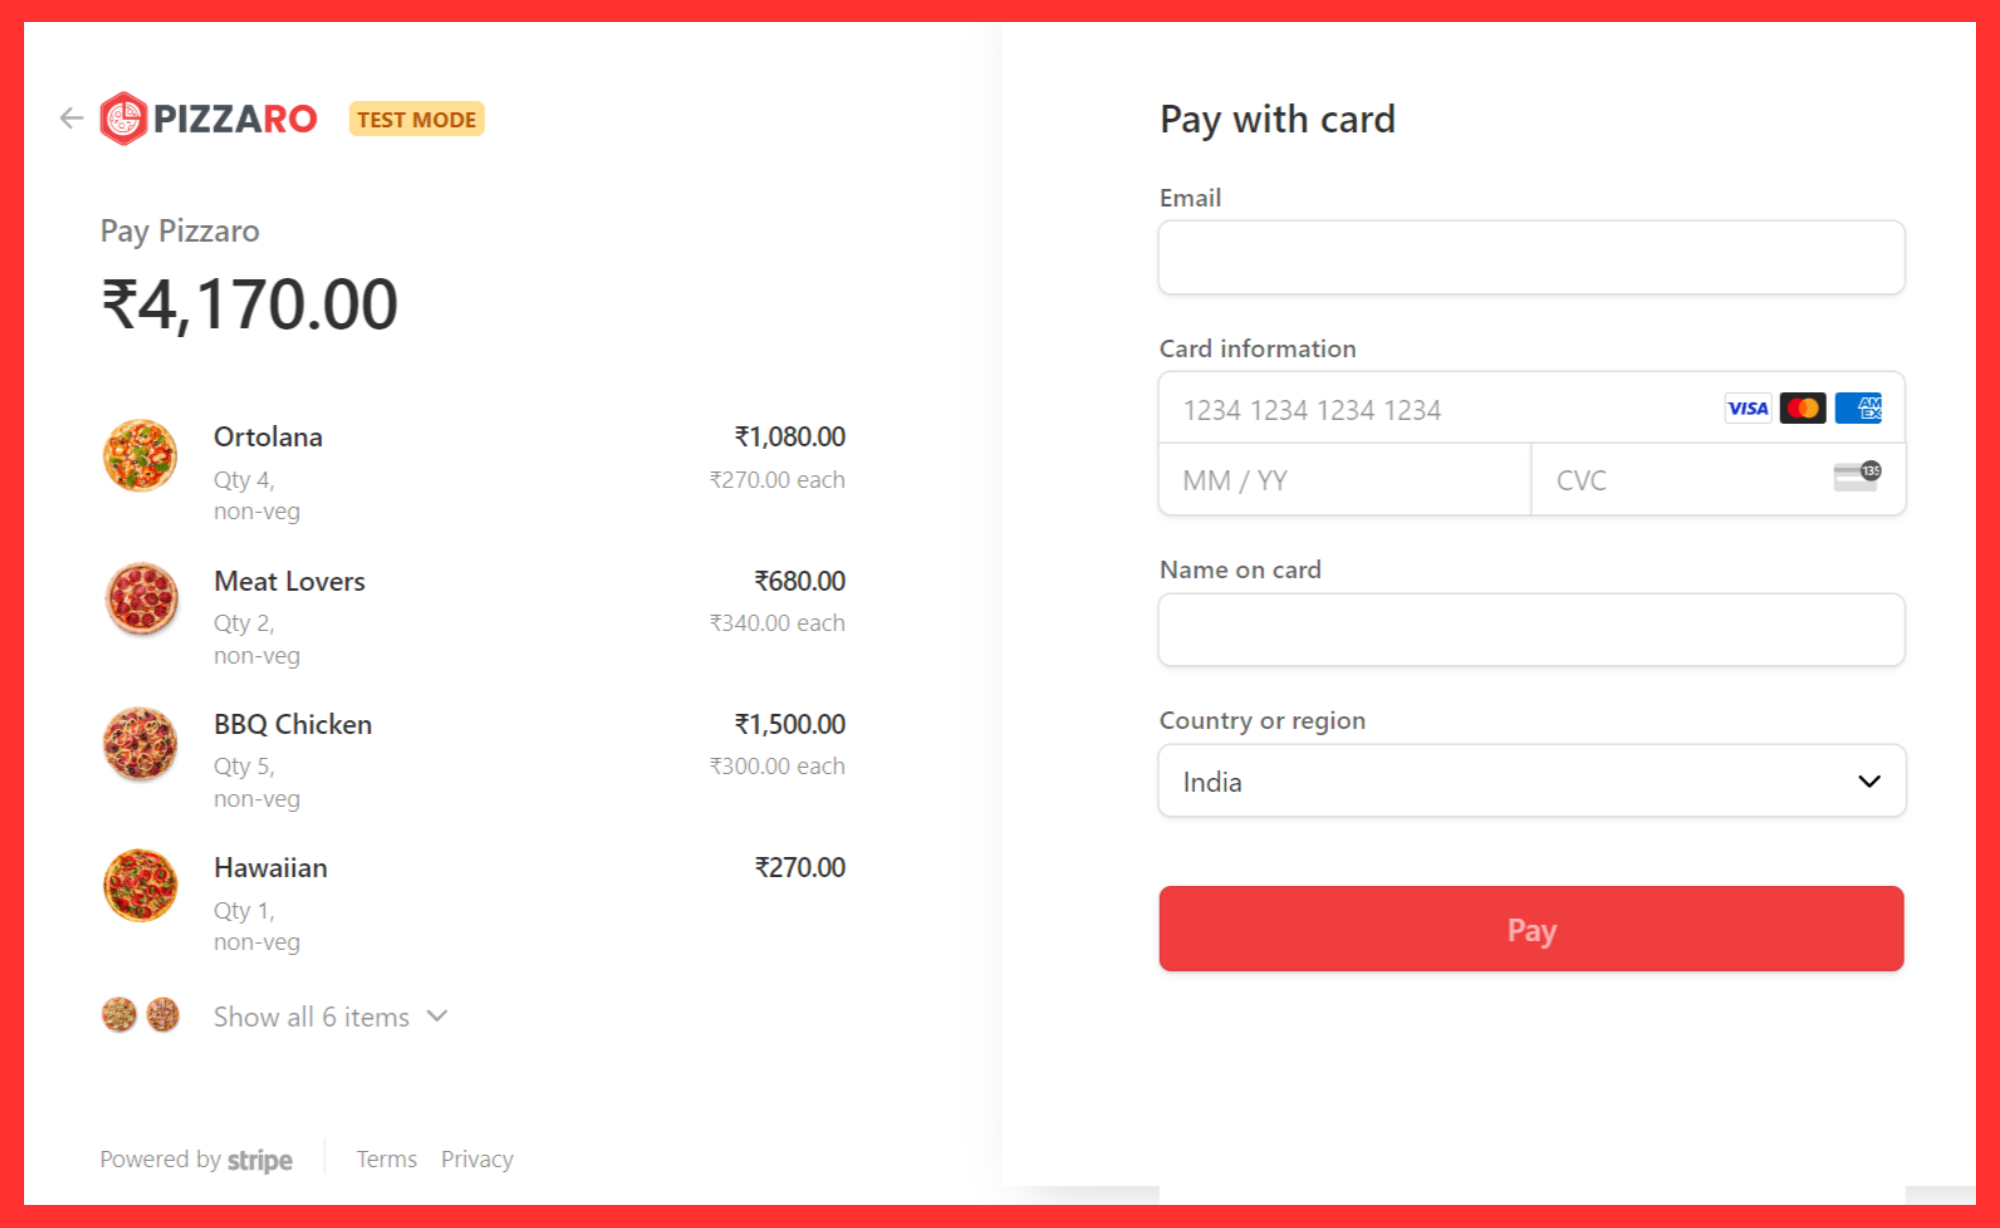 PIZZARO TEST MODE
Pay Pizzaro
₹4,170.00
Ortolana ₹1,080.00
Qty 4, ₹270.00 each
non-veg
Meat Lovers ₹680.00
Qty 2, ₹340.00 each
non-veg
BBQ Chicken ₹1,500.00
Qty 5, ₹300.00 each
non-veg
Hawaiian ₹270.00
Qty 1,
non-veg
Show all 6 items
Powered by stripe Terms Privacy
Pay with card
Email
Card information
1234 1234 1234 1234 VISA AMEX
MM / YY CVC 135
Name on card
Country or region
India
Pay